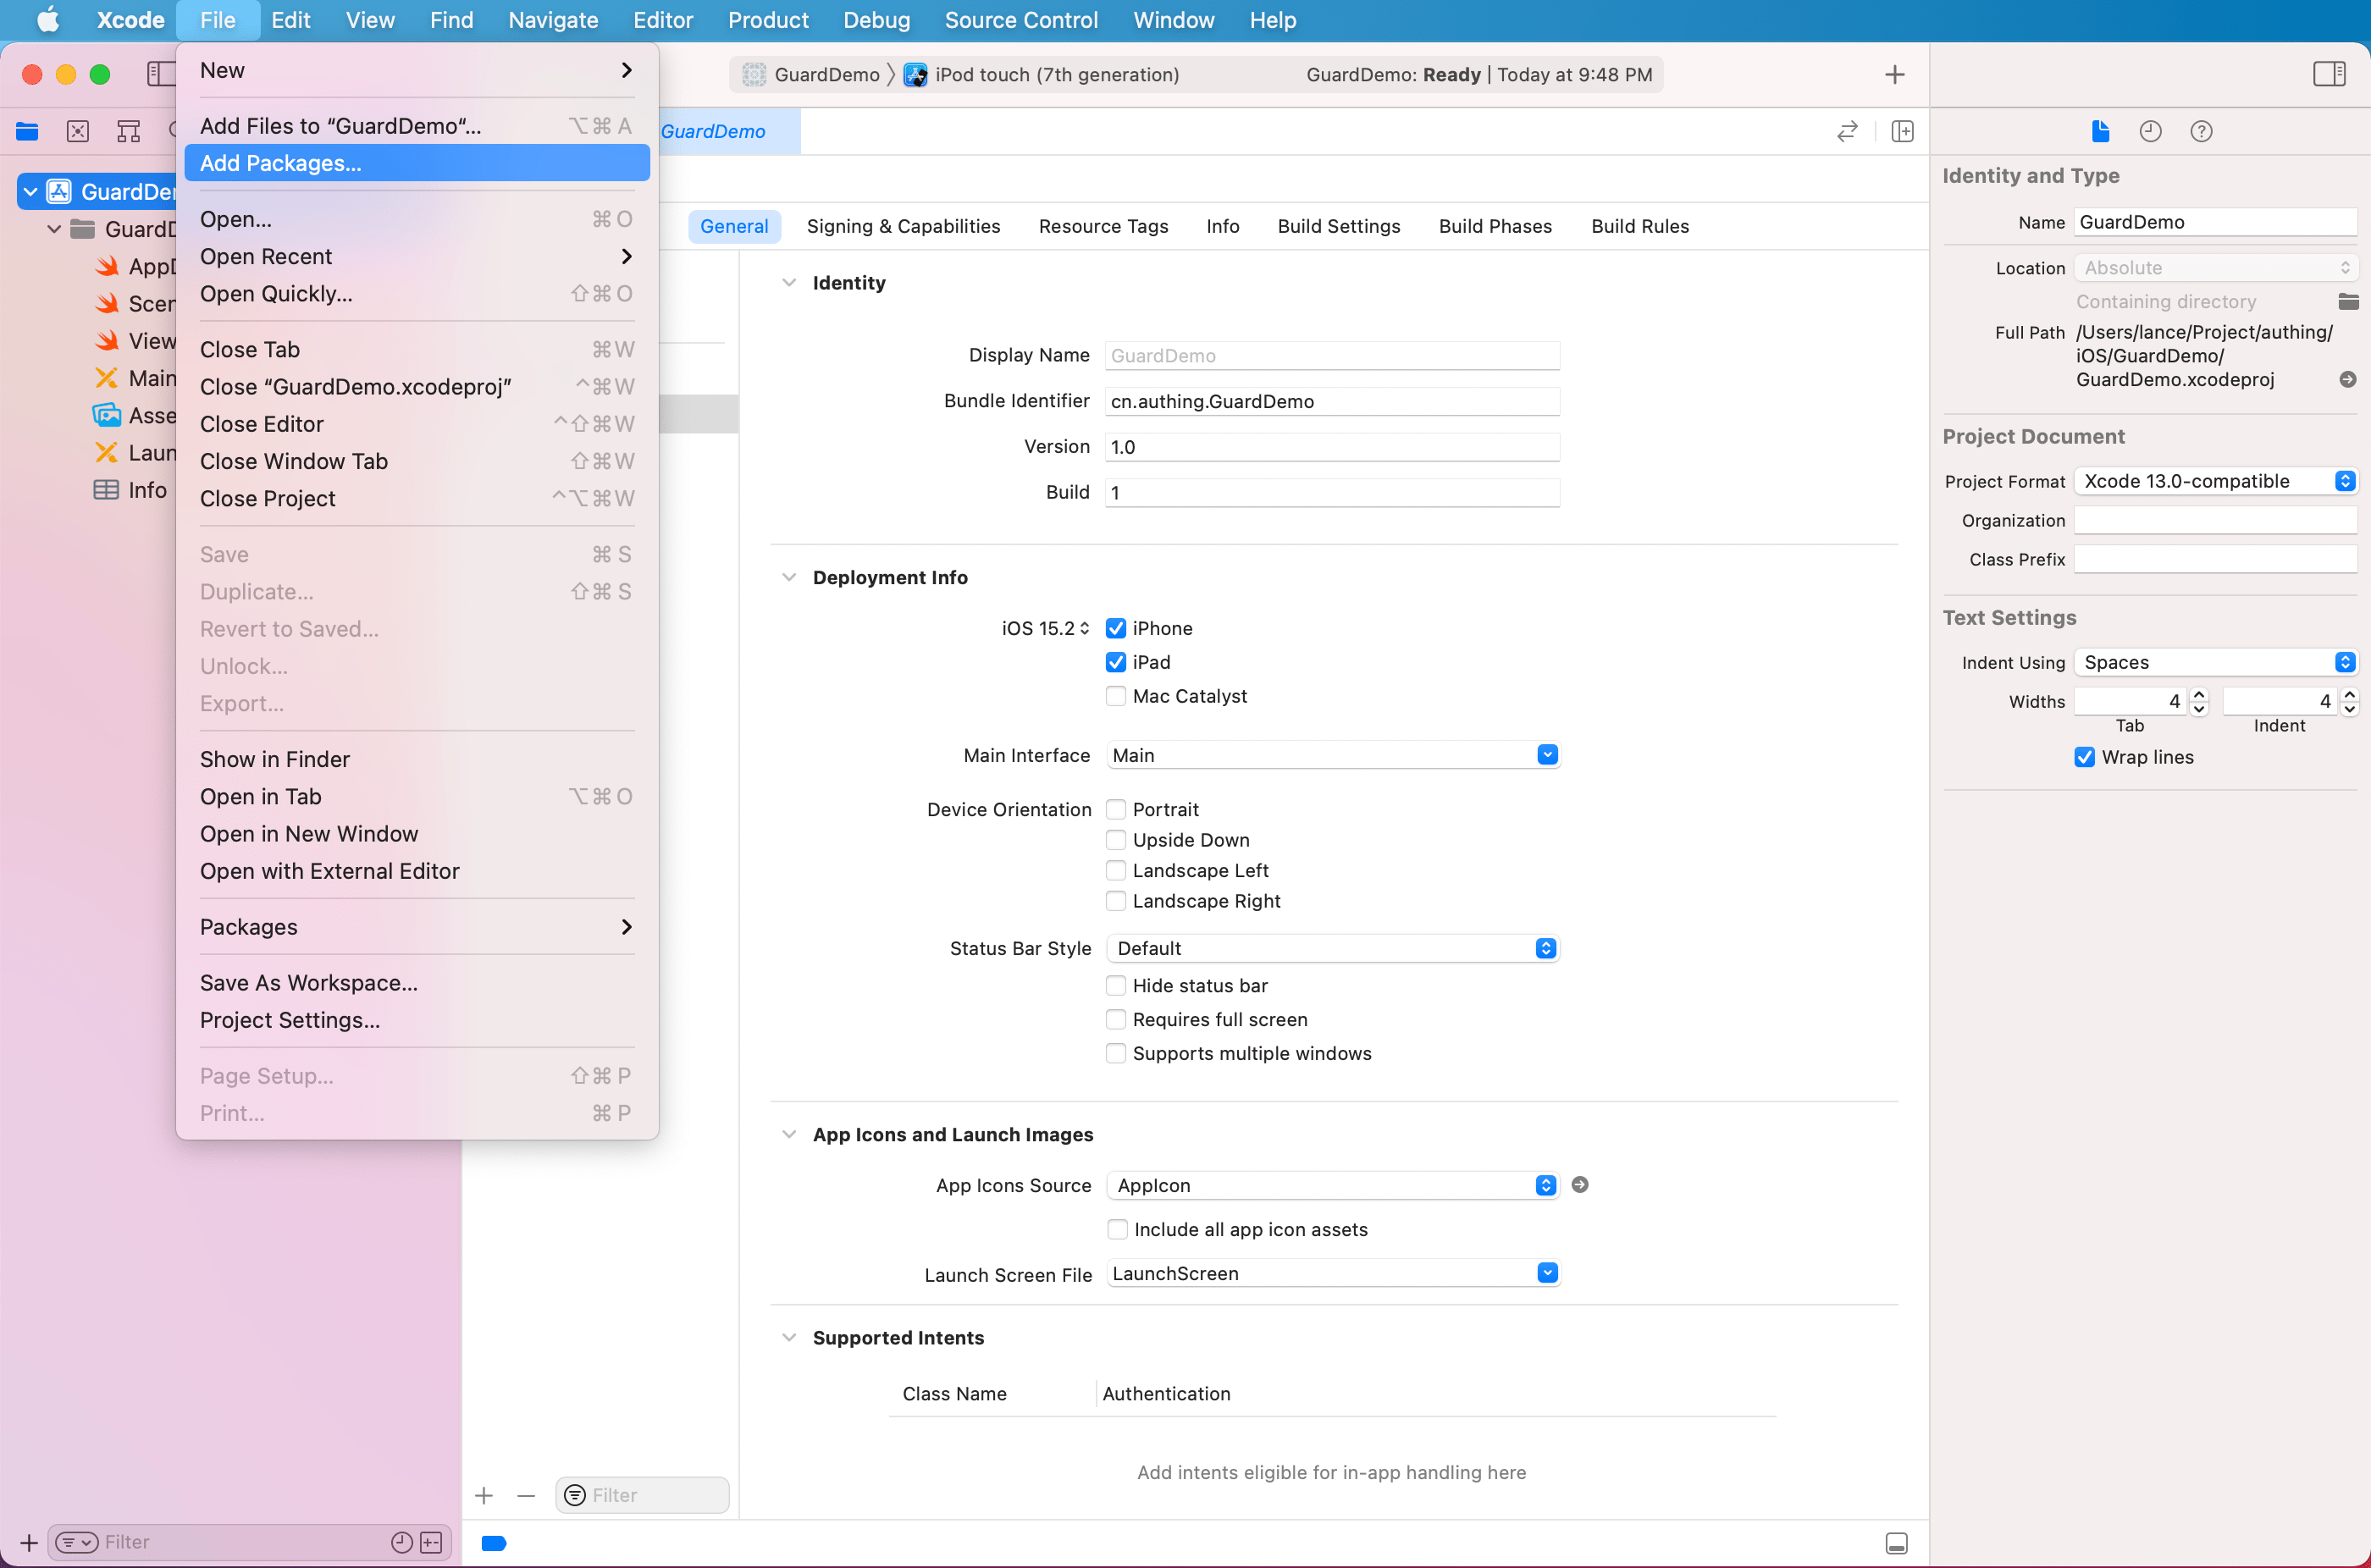 Xcode File Edit View Find Navigate Editor Product Debug Source Control Window Help
GuardDemo iPod touch (7th generation) GuardDemo: Ready | Today at 9:48 PM
New
Add Files to “GuardDemo“... ⌥⌘A
Add Packages...
Open... ⌘O
Open Recent
Open Quickly... ⇧⌘O
Close Tab ⌘W
Close “GuardDemo.xcodeproj” ^⌘W
Close Editor ^⇧⌘W
Close Window Tab ⇧⌘W
Close Project ^⌥⌘W
Save ⌘S
Duplicate... ⇧⌘S
Revert to Saved...
Unlock...
Export...
Show in Finder
Open in Tab ⌥⌘O
Open in New Window
Open with External Editor
Packages
Save As Workspace...
Project Settings...
Page Setup... ⇧⌘P
Print... ⌘P
GuardDem
GuardD
AppD
Scen
View
Main
Asse
Laun
Info
Filter
GuardDemo
General Signing & Capabilities Resource Tags Info Build Settings Build Phases Build Rules
Identity
Display Name GuardDemo
Bundle Identifier cn.authing.GuardDemo
Version 1.0
Build 1
Deployment Info
iOS 15.2 iPhone
iPad
Mac Catalyst
Main Interface Main
Device Orientation Portrait
Upside Down
Landscape Left
Landscape Right
Status Bar Style Default
Hide status bar
Requires full screen
Supports multiple windows
App Icons and Launch Images
App Icons Source AppIcon
Include all app icon assets
Launch Screen File LaunchScreen
Supported Intents
Class Name Authentication
Add intents eligible for in-app handling here
Filter
Identity and Type
Name GuardDemo
Location Absolute
Containing directory
Full Path /Users/lance/Project/authing/
iOS/GuardDemo/
GuardDemo.xcodeproj
Project Document
Project Format Xcode 13.0-compatible
Organization
Class Prefix
Text Settings
Indent Using Spaces
Widths 4 4
Tab Indent
Wrap lines